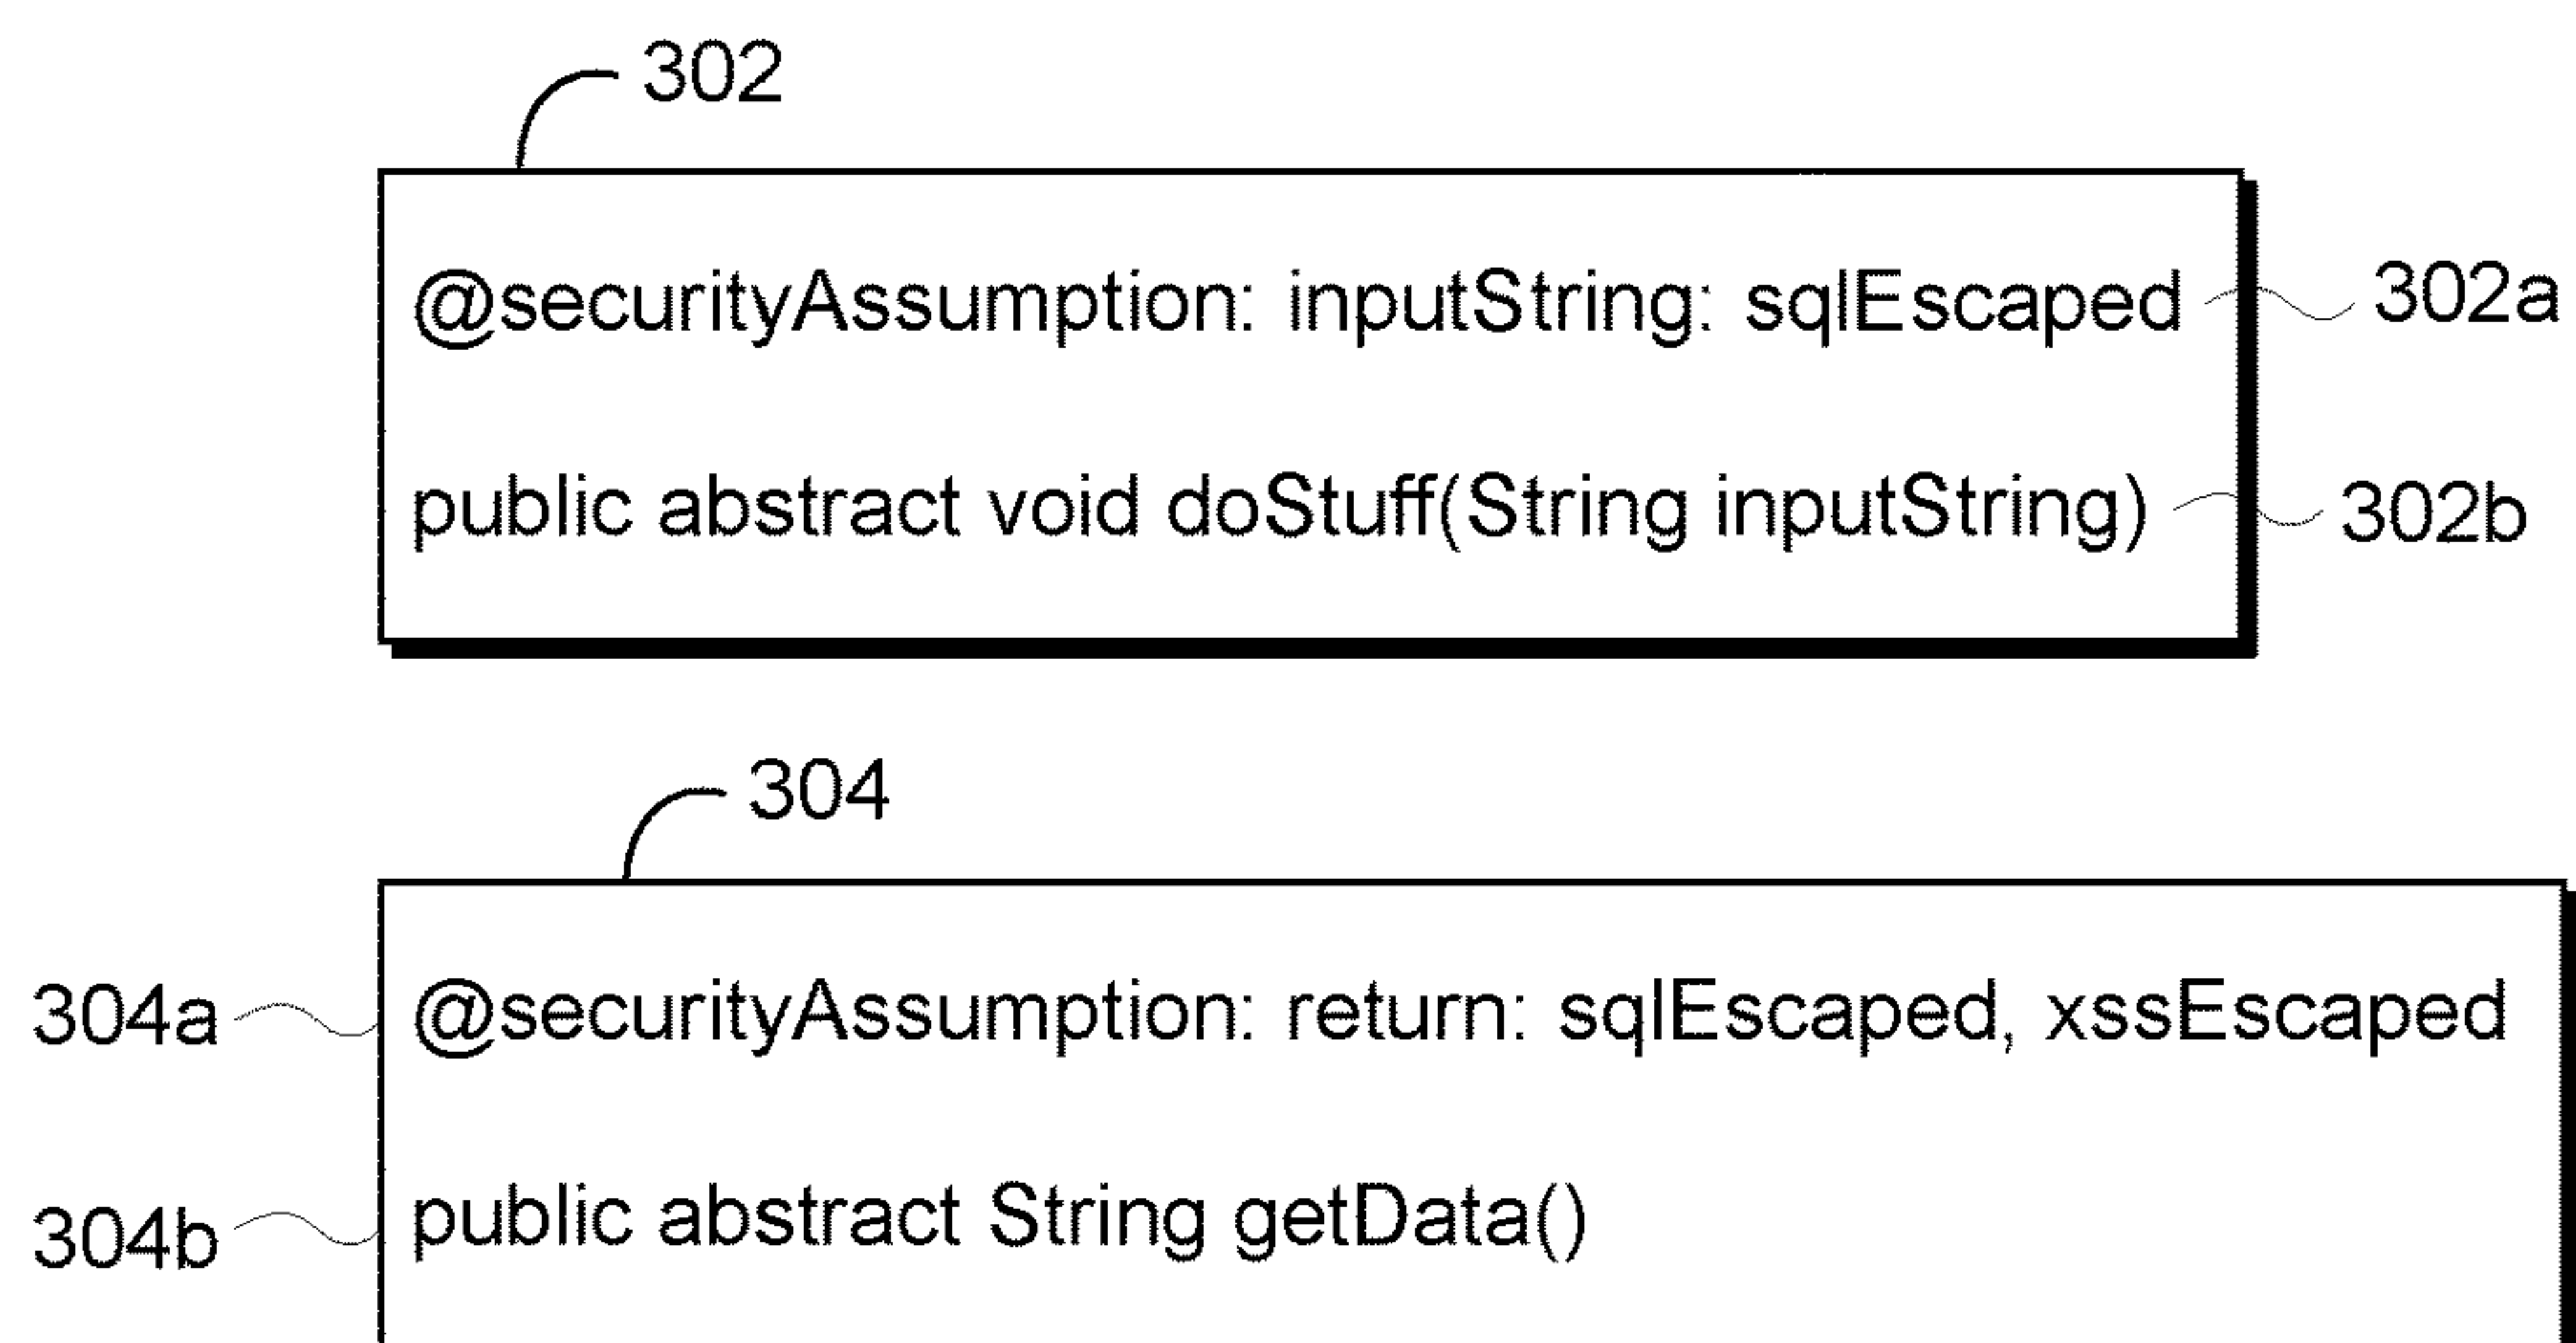 302
@securityAssumption: inputString: sqlEscaped 302a
public abstract void doStuff(String inputString) 302b
304
304a @securityAssumption: return: sqlEscaped, xssEscaped
304b public abstract String getData()